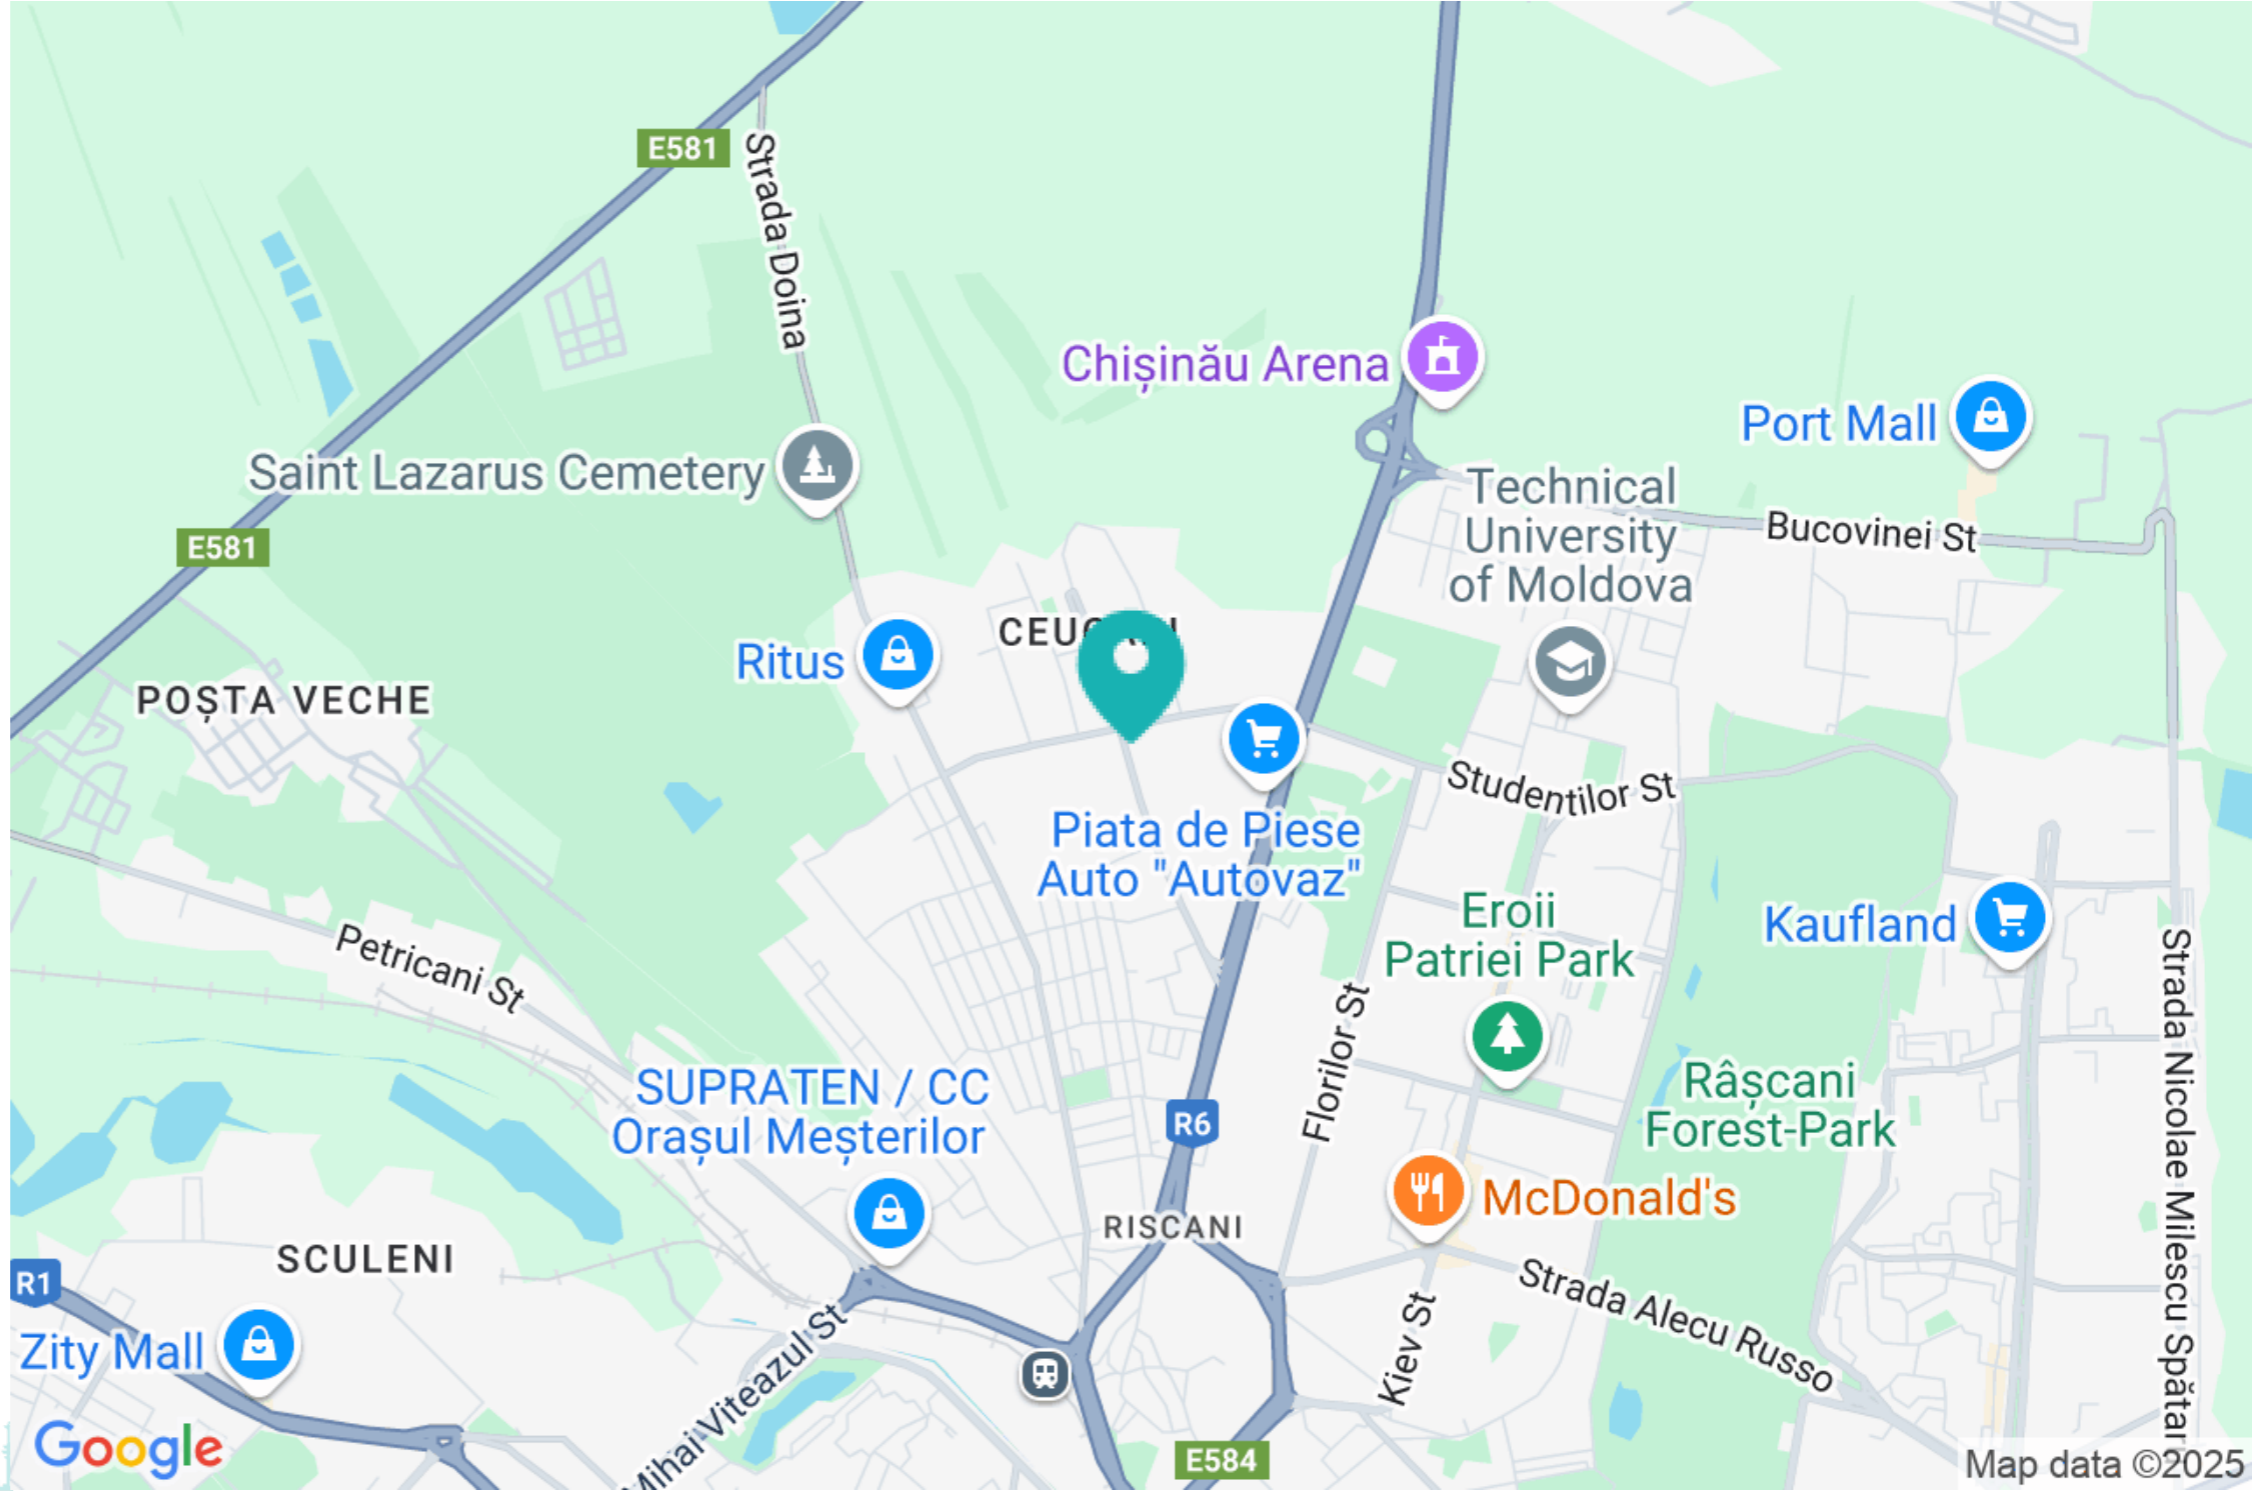 E581
Strada Doina
Chișinău Arena
Port Mall
Saint Lazarus Cemetery
Technical
University
of Moldova
Bucovinei St
E581
Ritus
POȘTA VECHE
Studentilor St
Piata de Piese
Auto "Autovaz"
Eroii
Patriei Park
Kaufland
Petricani St
Florilor St
Strada Nicolae Milescu Spătaru
SUPRATEN / CC
Orașul Meșterilor
R6
Râșcani
Forest-Park
McDonald's
RISCANI
SCULENI
R1
Strada Alecu Russo
Zity Mall
Mihai Viteazul St
Kiev St
Google
E584
Map data ©2025